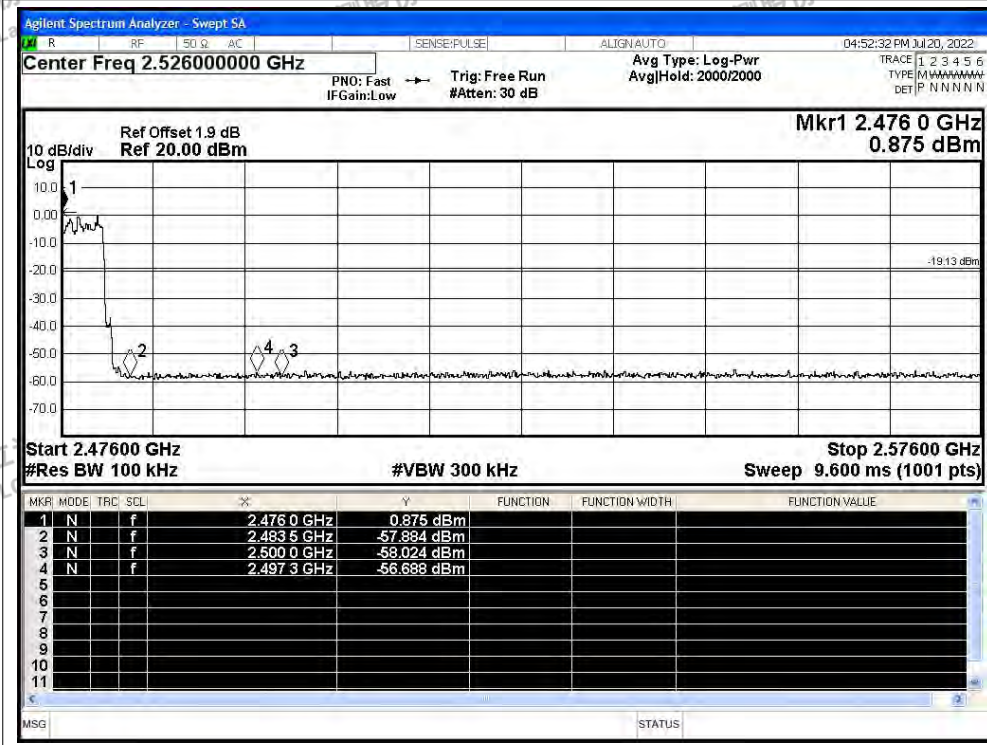 Agilent Spectrum Analyzer - Swept SA
LXI R RF 50 Ω AC SENSE:PULSE ALIGN AUTO 04:52:32 PM Jul 20, 2022
Center Freq 2.526000000 GHz
PNO: Fast
IFGain:Low
Trig: Free Run
#Atten: 30 dB
Avg Type: Log-Pwr
Avg|Hold: 2000/2000
TRACE 1 2 3 4 5 6
TYPE MWWWWW
DET P N N N N N
Mkr1 2.476 0 GHz
0.875 dBm
Ref Offset 1.9 dB
10 dB/div Ref 20.00 dBm
Log
10.0
0.00
-10.0
-20.0
-30.0
-40.0
-50.0
-60.0
-70.0
1
2
4
3
-19.13 dBm
Start 2.47600 GHz Stop 2.57600 GHz
#Res BW 100 kHz #VBW 300 kHz Sweep 9.600 ms (1001 pts)
MKR MODE TRC SCL X Y FUNCTION FUNCTION WIDTH FUNCTION VALUE
1 N f 2.476 0 GHz 0.875 dBm
2 N f 2.483 5 GHz -57.884 dBm
3 N f 2.500 0 GHz -58.024 dBm
4 N f 2.497 3 GHz -56.688 dBm
5
6
7
8
9
10
11
MSG STATUS